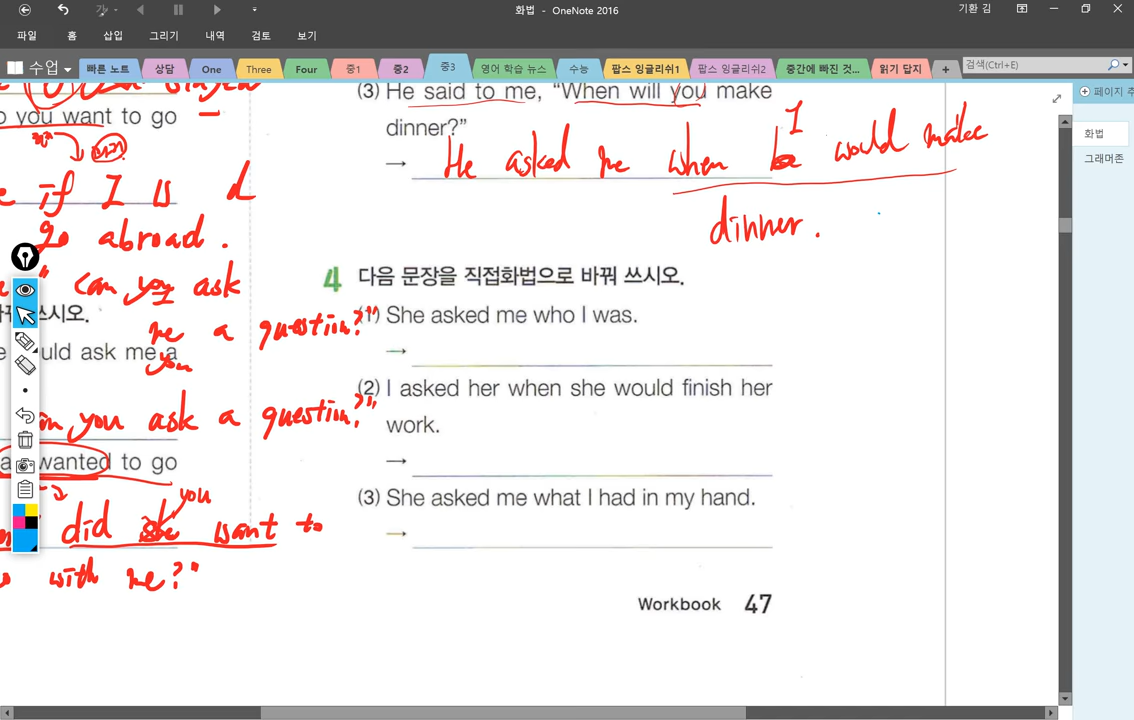 화법 - OneNote 2016
기환 김
파일 홈 삽입 그리기 내역 검토 보기
수업 빠른 노트 상담 One Three Four 중1 중2 중3 영어 학습 뉴스 수능 팝스 잉글리쉬1 팝스 잉글리쉬2 중간에 빠진 것... 읽기 답지 +
검색(Ctrl+E)
페이지 추
화법
그래머존
o you want to go
if I is d
go abroad.
" can you ask
me a question?"
you
쓰시오.
uld ask me a
you ask a question?"
wanted to go
you
did she want to
with me?"
(3) He said to me, "When will you make
dinner?"
I
→ He asked me when he would make
dinner.
4 다음 문장을 직접화법으로 바꿔 쓰시오.
(1) She asked me who I was.
→
(2) I asked her when she would finish her
work.
→
(3) She asked me what I had in my hand.
→
Workbook 47